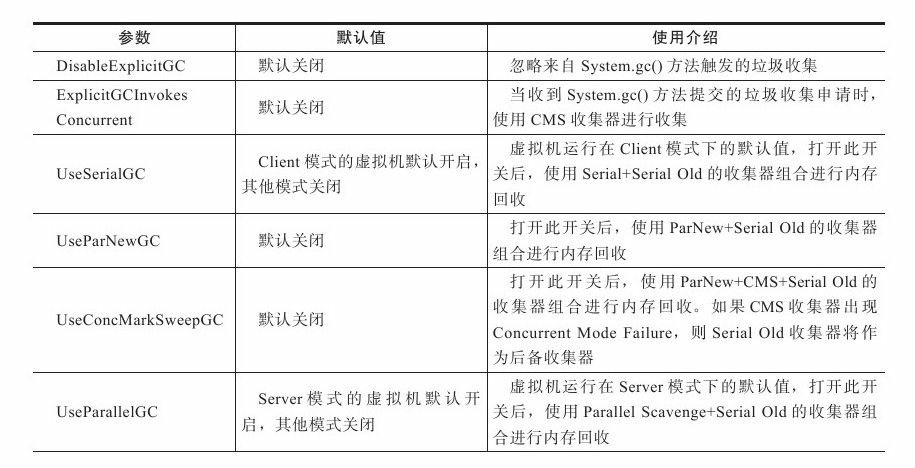 参数 默认值 使用介绍
DisableExplicitGC 默认关闭 忽略来自 System.gc() 方法触发的垃圾收集
ExplicitGCInvokes
Concurrent
默认关闭
当收到 System.gc() 方法提交的垃圾收集申请时，
使用 CMS 收集器进行收集
UseSerialGC
Client 模式的虚拟机默认开启，
其他模式关闭
虚拟机运行在 Client 模式下的默认值，打开此开
关后，使用 Serial+Serial Old 的收集器组合进行内存
回收
UseParNewGC
默认关闭
打开此开关后，使用 ParNew+Serial Old 的收集器
组合进行内存回收
UseConcMarkSweepGC
默认关闭
打开此开关后，使用 ParNew+CMS+Serial Old 的
收集器组合进行内存回收。如果 CMS 收集器出现
Concurrent Mode Failure，则 Serial Old 收集器将作
为后备收集器
UseParallelGC
Server 模式的虚拟机默认开
启，其他模式关闭
虚拟机运行在 Server 模式下的默认值，打开此开
关后，使用 Parallel Scavenge+Serial Old 的收集器组
合进行内存回收